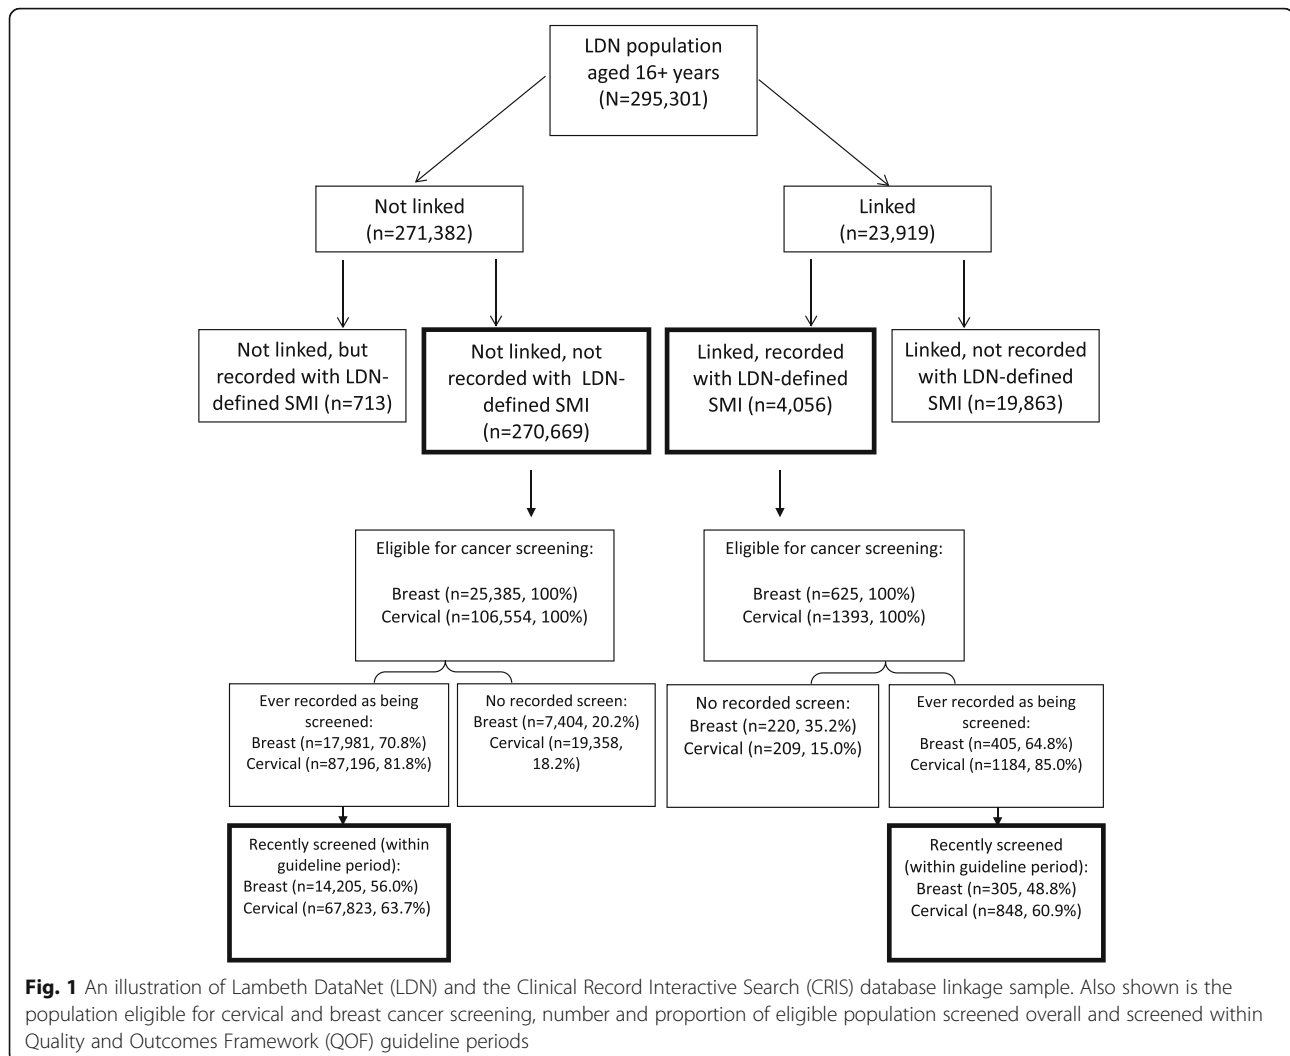 LDN population
aged 16+ years
(N=295,301)
Not linked
(n=271,382)
Linked
(n=23,919)
Not linked, but
recorded with LDN-
defined SMI (n=713)
Not linked, not
recorded with LDN-
defined SMI
(n=270,669)
Linked, recorded
with LDN-defined
SMI (n=4,056)
Linked, not recorded
with LDN-defined
SMI (n=19,863)
Eligible for cancer screening:
Breast (n=25,385, 100%)
Cervical (n=106,554, 100%)
Eligible for cancer screening:
Breast (n=625, 100%)
Cervical (n=1393, 100%)
Ever recorded as being
screened:
Breast (n=17,981, 70.8%)
Cervical (n=87,196, 81.8%)
No recorded screen:
Breast (n=7,404, 20.2%)
Cervical (n=19,358,
18.2%)
No recorded screen:
Breast (n=220, 35.2%)
Cervical (n=209, 15.0%)
Ever recorded as being
screened:
Breast (n=405, 64.8%)
Cervical (n=1184, 85.0%)
Recently screened (within
guideline period):
Breast (n=14,205, 56.0%)
Cervical (n=67,823, 63.7%)
Recently screened
(within guideline period):
Breast (n=305, 48.8%)
Cervical (n=848, 60.9%)
Fig. 1 An illustration of Lambeth DataNet (LDN) and the Clinical Record Interactive Search (CRIS) database linkage sample. Also shown is the
population eligible for cervical and breast cancer screening, number and proportion of eligible population screened overall and screened within
Quality and Outcomes Framework (QOF) guideline periods